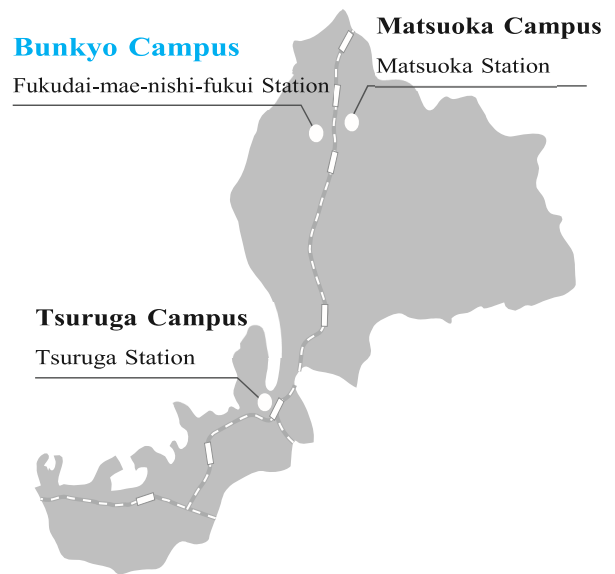 Bunkyo Campus
Fukudai-mae-nishi-fukui Station
Matsuoka Campus
Matsuoka Station
Tsuruga Campus
Tsuruga Station